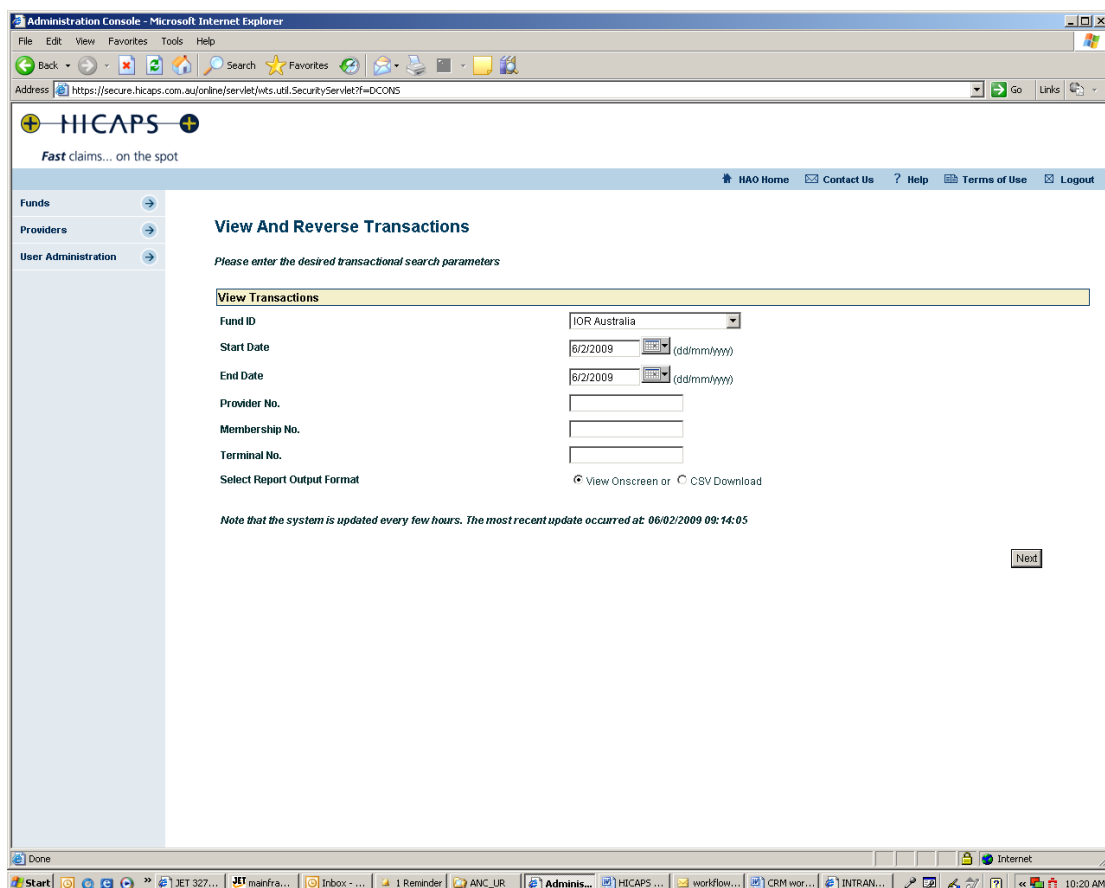 Administration Console - Microsoft Internet Explorer
File Edit View Favorites Tools Help
Back Search Favorites
Address https://secure.hicaps.com.au/online/servlet/wts.util.SecurityServlet?f=DCONS Go Links
HICAPS
Fast claims... on the spot
HAO Home Contact Us ? Help Terms of Use Logout
Funds
Providers
User Administration
View And Reverse Transactions
Please enter the desired transactional search parameters
View Transactions
Fund ID IOR Australia
Start Date 6/2/2009 (dd/mm/yyyy)
End Date 6/2/2009 (dd/mm/yyyy)
Provider No.
Membership No.
Terminal No.
Select Report Output Format View Onscreen or CSV Download
Note that the system is updated every few hours. The most recent update occurred at: 06/02/2009 09:14:05
Next
Done Internet
Start » JET 327... JET mainfra... Inbox - ... 1 Reminder ANC_UR Adminis... HICAPS ... workflow... CRM wor... INTRAN... « 10:20 AM